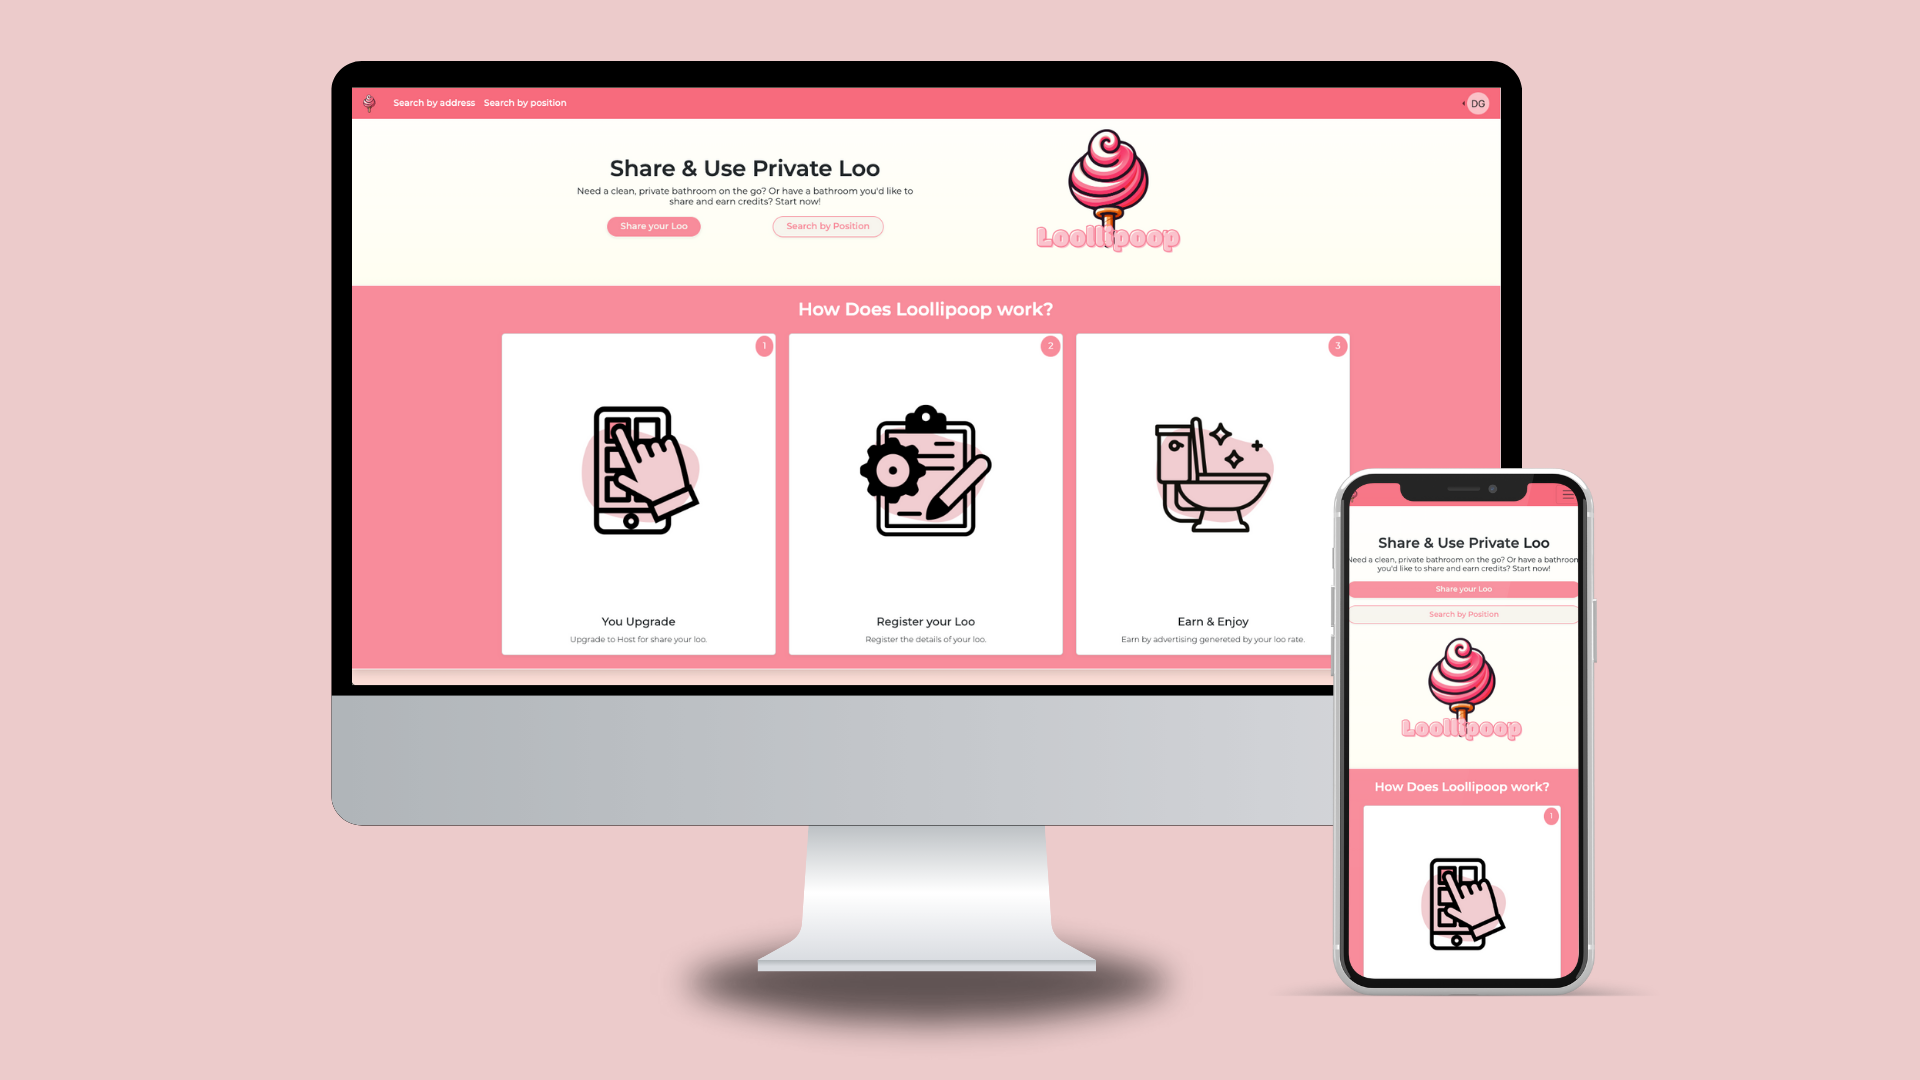 Search by address Search by position
DG
Share & Use Private Loo
Need a clean, private bathroom on the go? Or have a bathroom you'd like to
share and earn credits? Start now!
Share your Loo
Search by Position
Loollipoop
How Does Loollipoop work?
1
2
3
You Upgrade
Register your Loo
Earn & Enjoy
Upgrade to Host for share your loo.
Register the details of your loo.
Earn by advertising genereted by your loo rate.
Share & Use Private Loo
Need a clean, private bathroom on the go? Or have a bathroom
you'd like to share and earn credits? Start now!
Share your Loo
Search by Position
Loollipoop
How Does Loollipoop work?
1